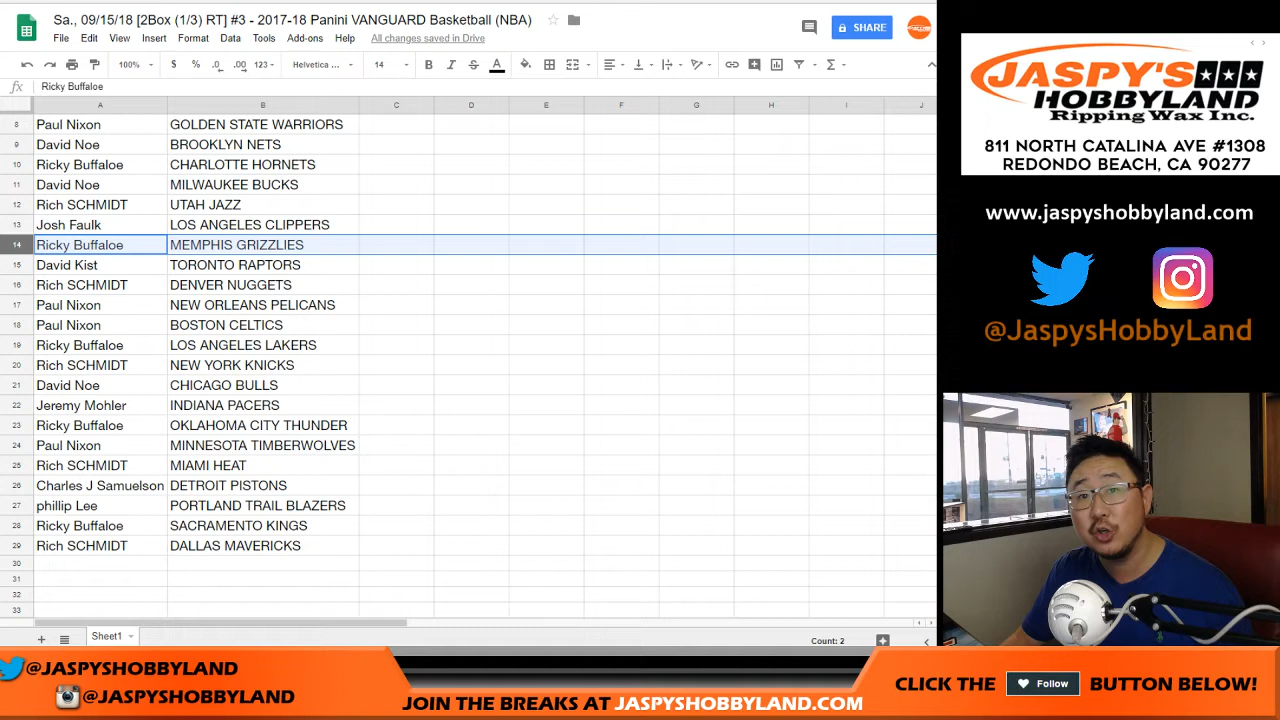 Sa., 09/15/18 [2Box (1/3) RT] #3 - 2017-18 Panini VANGUARD Basketball (NBA)
File Edit View Insert Format Data Tools Add-ons Help All changes saved in Drive
SHARE
100% $ % .0 .00 123 Helvetica ... 14 B I S A
fx Ricky Buffaloe
A B C D E F G H I J
8 Paul Nixon GOLDEN STATE WARRIORS
9 David Noe BROOKLYN NETS
10 Ricky Buffaloe CHARLOTTE HORNETS
11 David Noe MILWAUKEE BUCKS
12 Rich SCHMIDT UTAH JAZZ
13 Josh Faulk LOS ANGELES CLIPPERS
14 Ricky Buffaloe MEMPHIS GRIZZLIES
15 David Kist TORONTO RAPTORS
16 Rich SCHMIDT DENVER NUGGETS
17 Paul Nixon NEW ORLEANS PELICANS
18 Paul Nixon BOSTON CELTICS
19 Ricky Buffaloe LOS ANGELES LAKERS
20 Rich SCHMIDT NEW YORK KNICKS
21 David Noe CHICAGO BULLS
22 Jeremy Mohler INDIANA PACERS
23 Ricky Buffaloe OKLAHOMA CITY THUNDER
24 Paul Nixon MINNESOTA TIMBERWOLVES
25 Rich SCHMIDT MIAMI HEAT
26 Charles J Samuelson DETROIT PISTONS
27 phillip Lee PORTLAND TRAIL BLAZERS
28 Ricky Buffaloe SACRAMENTO KINGS
29 Rich SCHMIDT DALLAS MAVERICKS
30
31
32
33
Sheet1
Count: 2
JASPY'S
HOBBYLAND
Ripping Wax Inc.
811 NORTH CATALINA AVE #1308
REDONDO BEACH, CA 90277
www.jaspyshobbyland.com
@JaspysHobbyLand
@JASPYSHOBBYLAND
@JASPYSHOBBYLAND
JOIN THE BREAKS AT JASPYSHOBBYLAND.COM
CLICK THE Follow BUTTON BELOW!